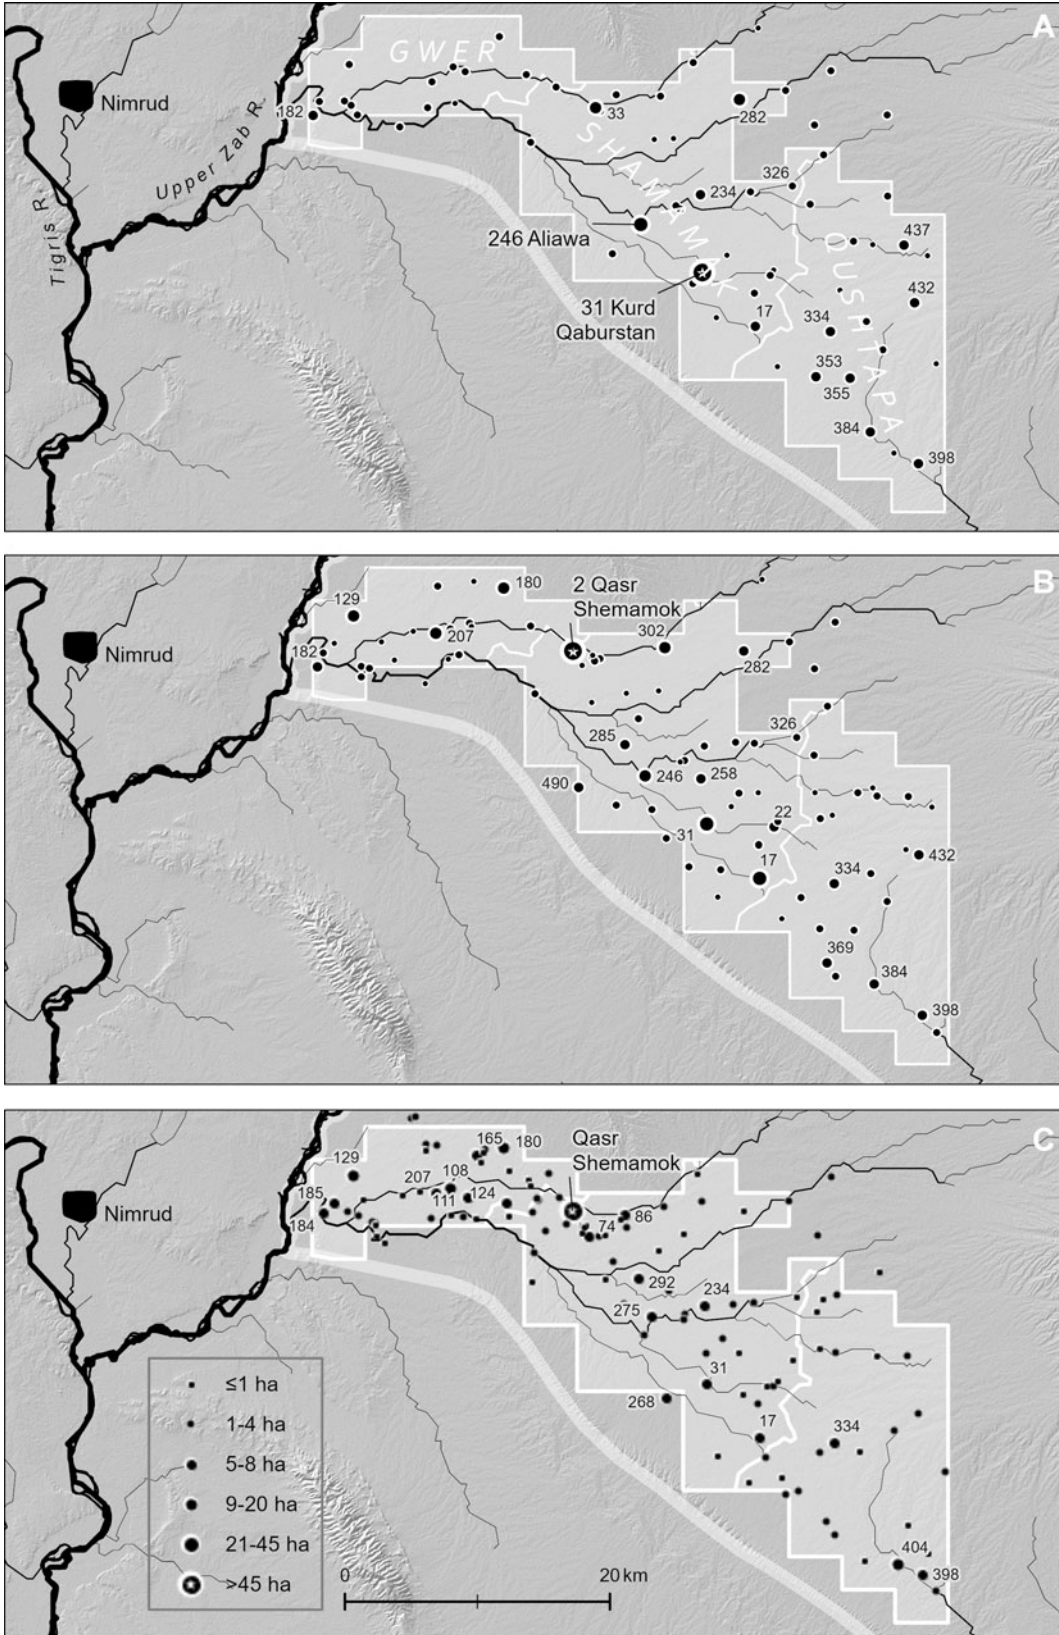 A
GWER
Nimrud
182
33
282
Upper Zab R.
SHAMAMAK
326
234
Tigris R.
246 Aliawa
437
QUSHTAPA
31 Kurd
Qaburstan
432
17
334
353
355
384
398
B
2 Qasr
Shemamok
180
129
207
302
Nimrud
182
282
326
285
246
258
490
22
31
17
432
334
369
384
398
C
Qasr
Shemamok
165
180
129
207
108
185
111
124
86
Nimrud
184
74
292
234
275
31
268
17
334
≤1 ha
1-4 ha
5-8 ha
9-20 ha
21-45 ha
>45 ha
404
398
0
20 km